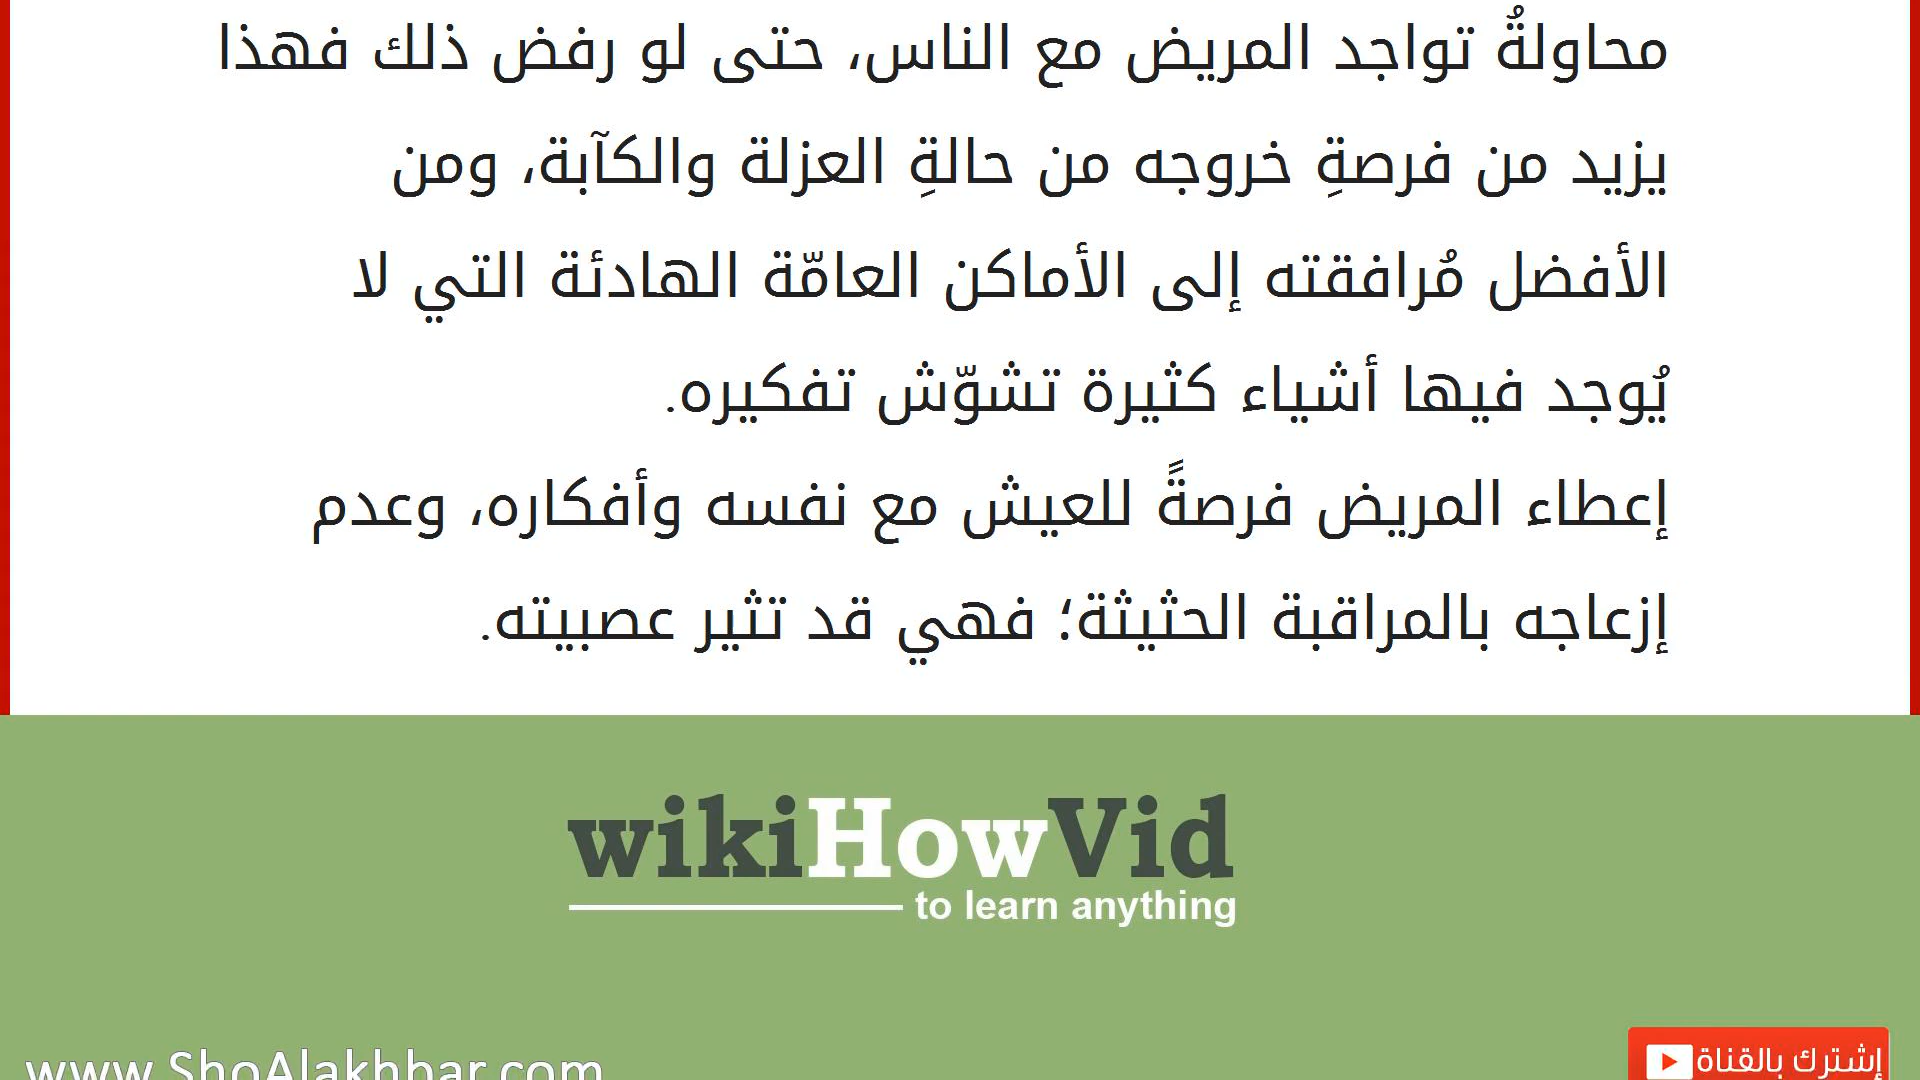 محاولةُ تواجد المريض مع الناس، حتى لو رفض ذلك فهذا
يزيد من فرصةِ خروجه من حالةِ العزلة والكآبة، ومن
الأفضل مُرافقته إلى الأماكن العامّة الهادئة التي لا
يُوجد فيها أشياء كثيرة تشوّش تفكيره.
إعطاء المريض فرصةً للعيش مع نفسه وأفكاره، وعدم
إزعاجه بالمراقبة الحثيثة؛ فهي قد تثير عصبيته.
wikiHowVid
to learn anything
www.ShoAlakhbar.com
إشترك بالقناة